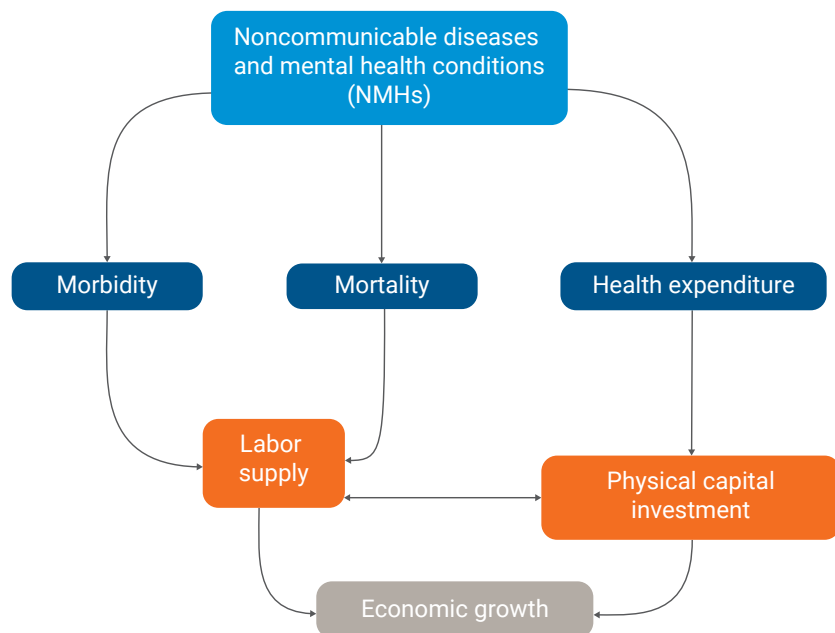 Noncommunicable diseases
and mental health conditions
(NMHs)
Morbidity
Mortality
Health expenditure
Labor
supply
Physical capital
investment
Economic growth